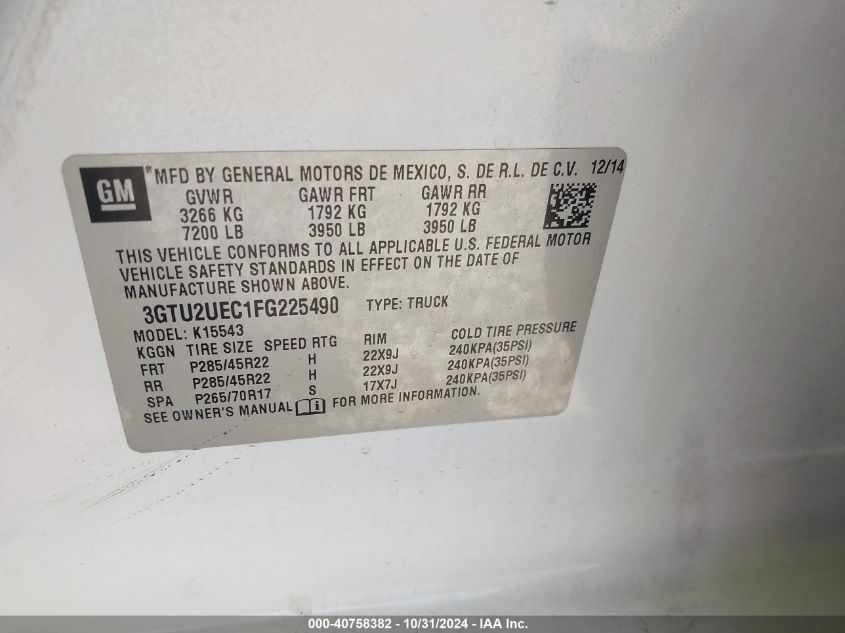 GM
*MFD BY GENERAL MOTORS DE MEXICO, S. DE R.L. DE C.V. 12/14
GVWR GAWR FRT GAWR RR
3266 KG 1792 KG 1792 KG
7200 LB 3950 LB 3950 LB
THIS VEHICLE CONFORMS TO ALL APPLICABLE U.S. FEDERAL MOTOR
VEHICLE SAFETY STANDARDS IN EFFECT ON THE DATE OF
MANUFACTURE SHOWN ABOVE.
3GTU2UEC1FG225490 TYPE: TRUCK
MODEL: K15543
KGGN TIRE SIZE SPEED RTG RIM COLD TIRE PRESSURE
FRT P285/45R22 H 22X9J 240KPA(35PSI)
RR P285/45R22 H 22X9J 240KPA(35PSI)
SPA P265/70R17 S 17X7J 240KPA(35PSI)
SEE OWNER'S MANUAL FOR MORE INFORMATION.
000-40758382 - 10/31/2024 - IAA Inc.